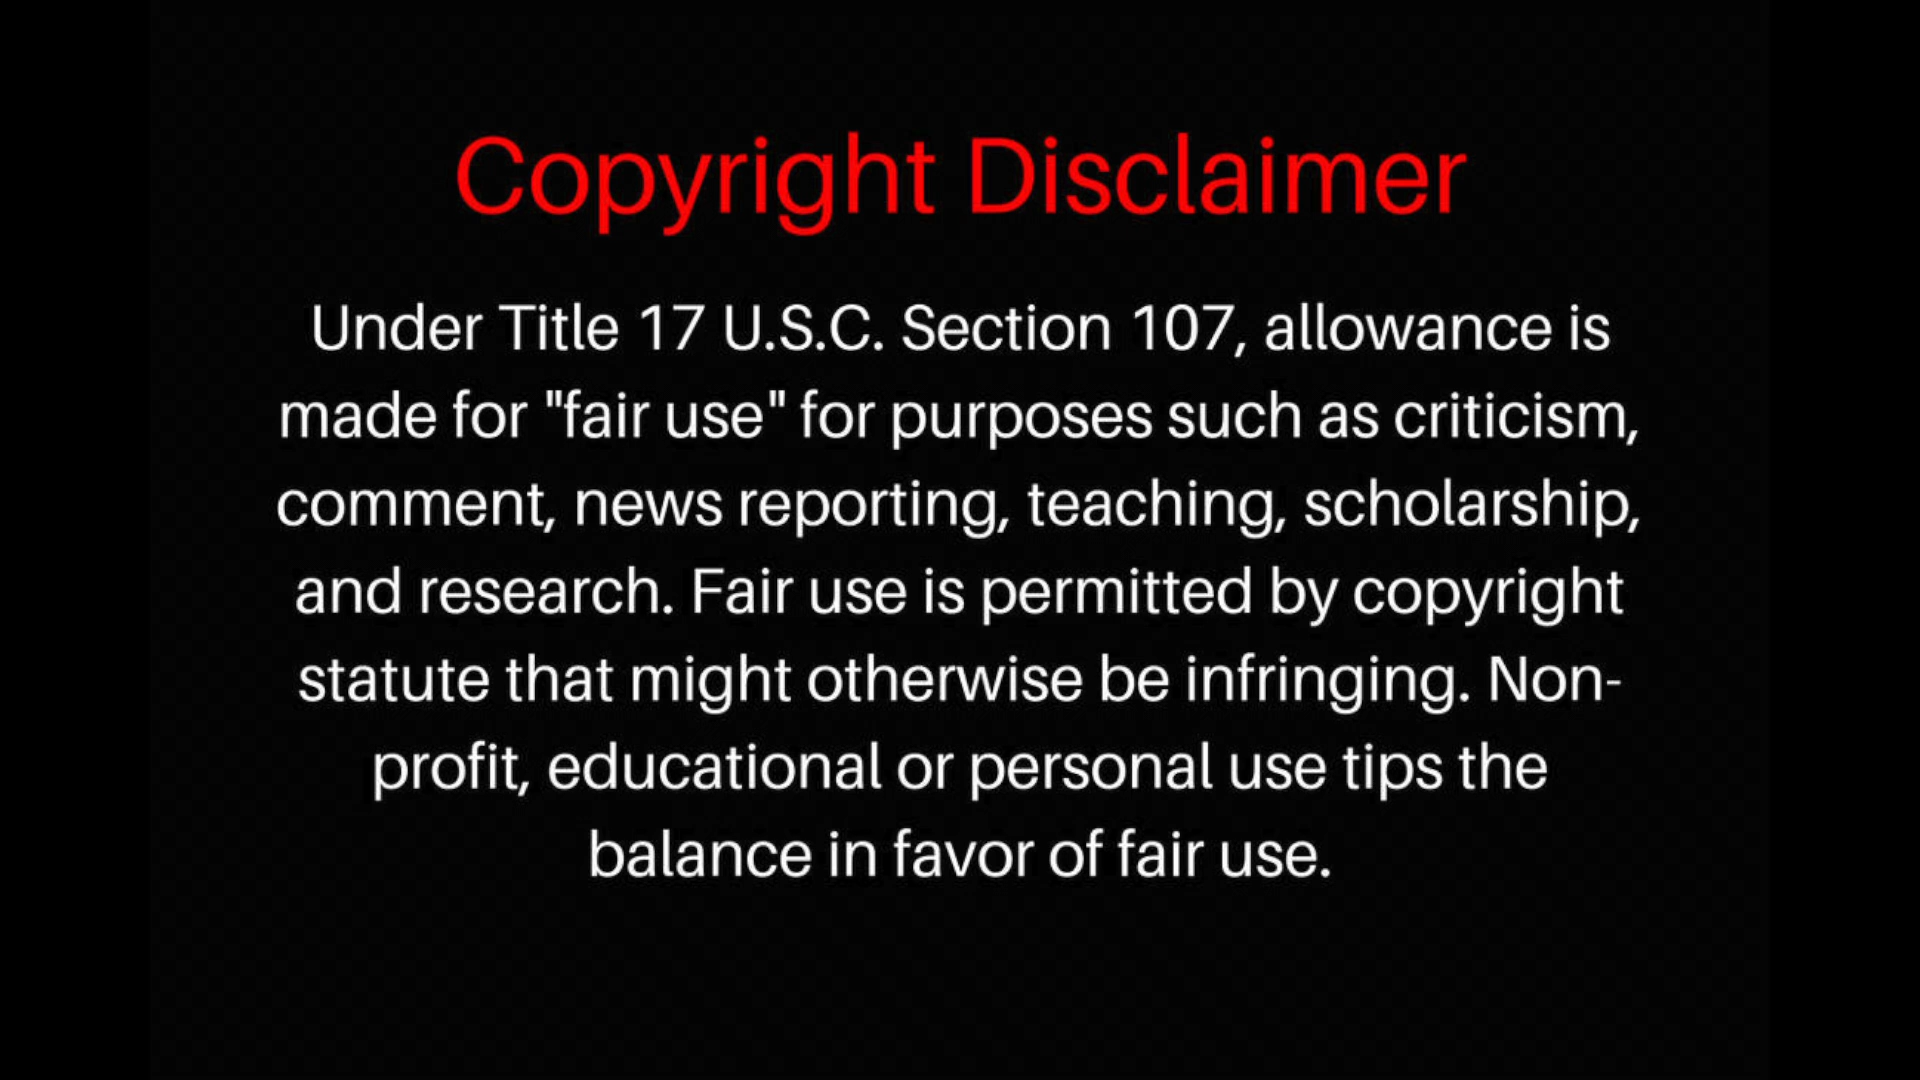 Copyright Disclaimer
Under Title 17 U.S.C. Section 107, allowance is
made for "fair use" for purposes such as criticism,
comment, news reporting, teaching, scholarship,
and research. Fair use is permitted by copyright
statute that might otherwise be infringing. Non-
profit, educational or personal use tips the
balance in favor of fair use.